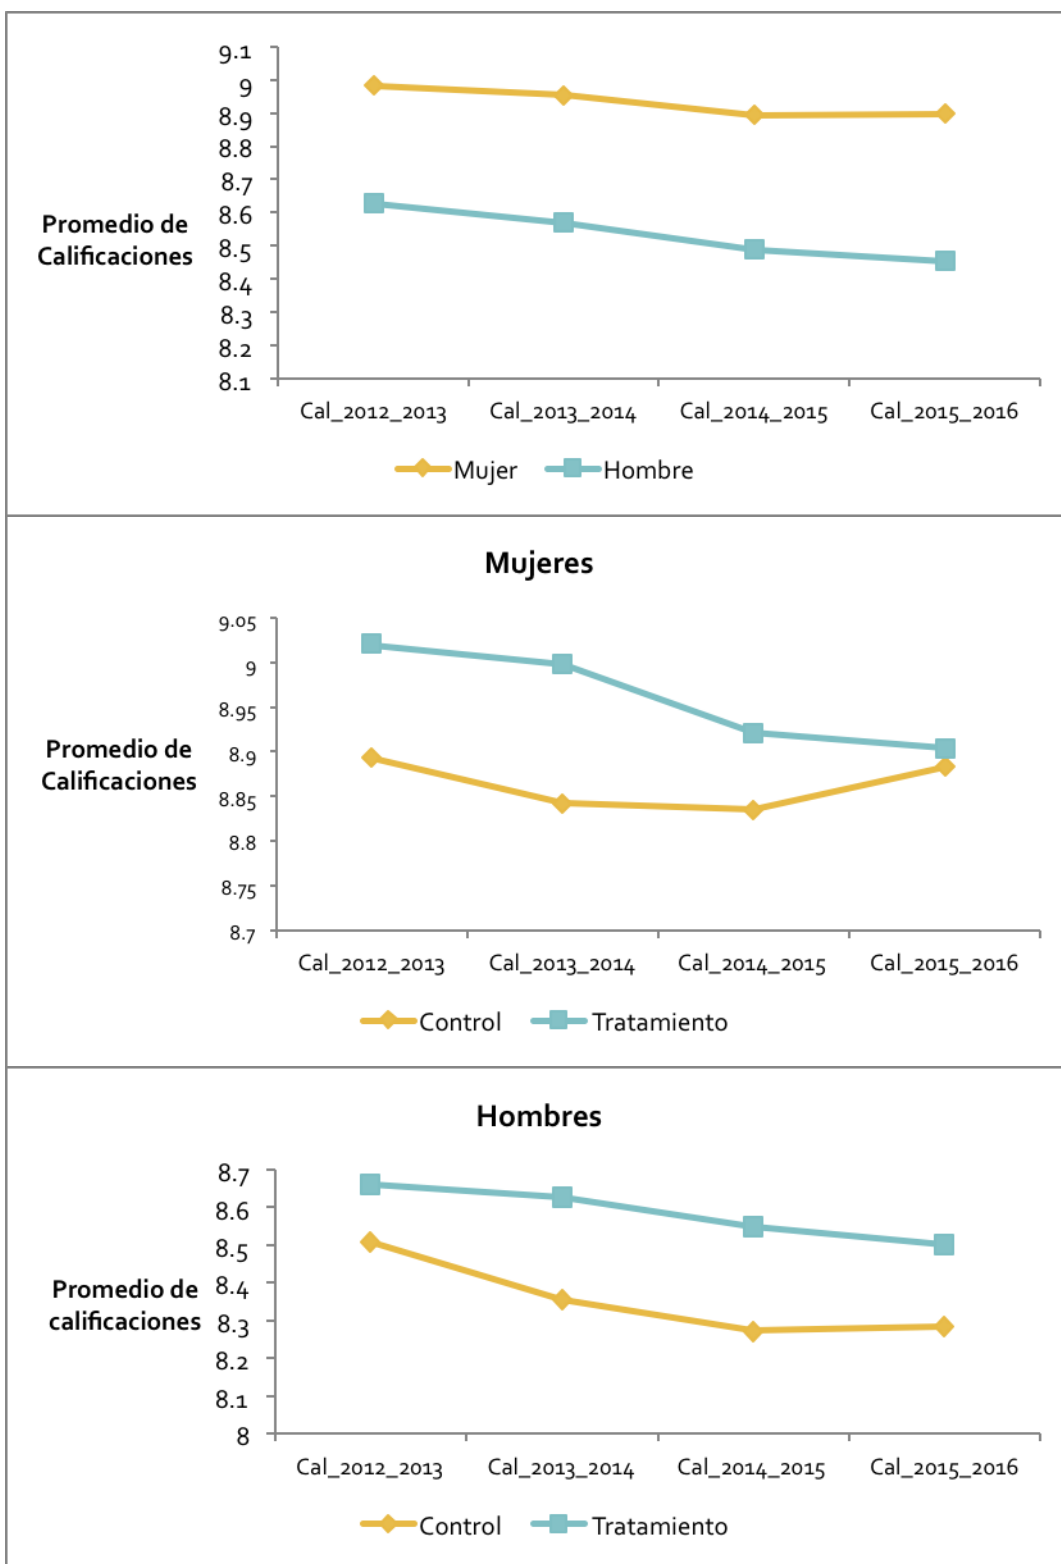 9.1
9
8.9
8.8
8.7
8.6
8.5
8.4
8.3
8.2
8.1
Promedio de
Calificaciones
Cal_2012_2013 Cal_2013_2014 Cal_2014_2015 Cal_2015_2016
Mujer Hombre
Mujeres
9.05
9
8.95
8.9
8.85
8.8
8.75
8.7
Promedio de
Calificaciones
Cal_2012_2013 Cal_2013_2014 Cal_2014_2015 Cal_2015_2016
Control Tratamiento
Hombres
8.7
8.6
8.5
8.4
8.3
8.2
8.1
8
Promedio de
calificaciones
Cal_2012_2013 Cal_2013_2014 Cal_2014_2015 Cal_2015_2016
Control Tratamiento